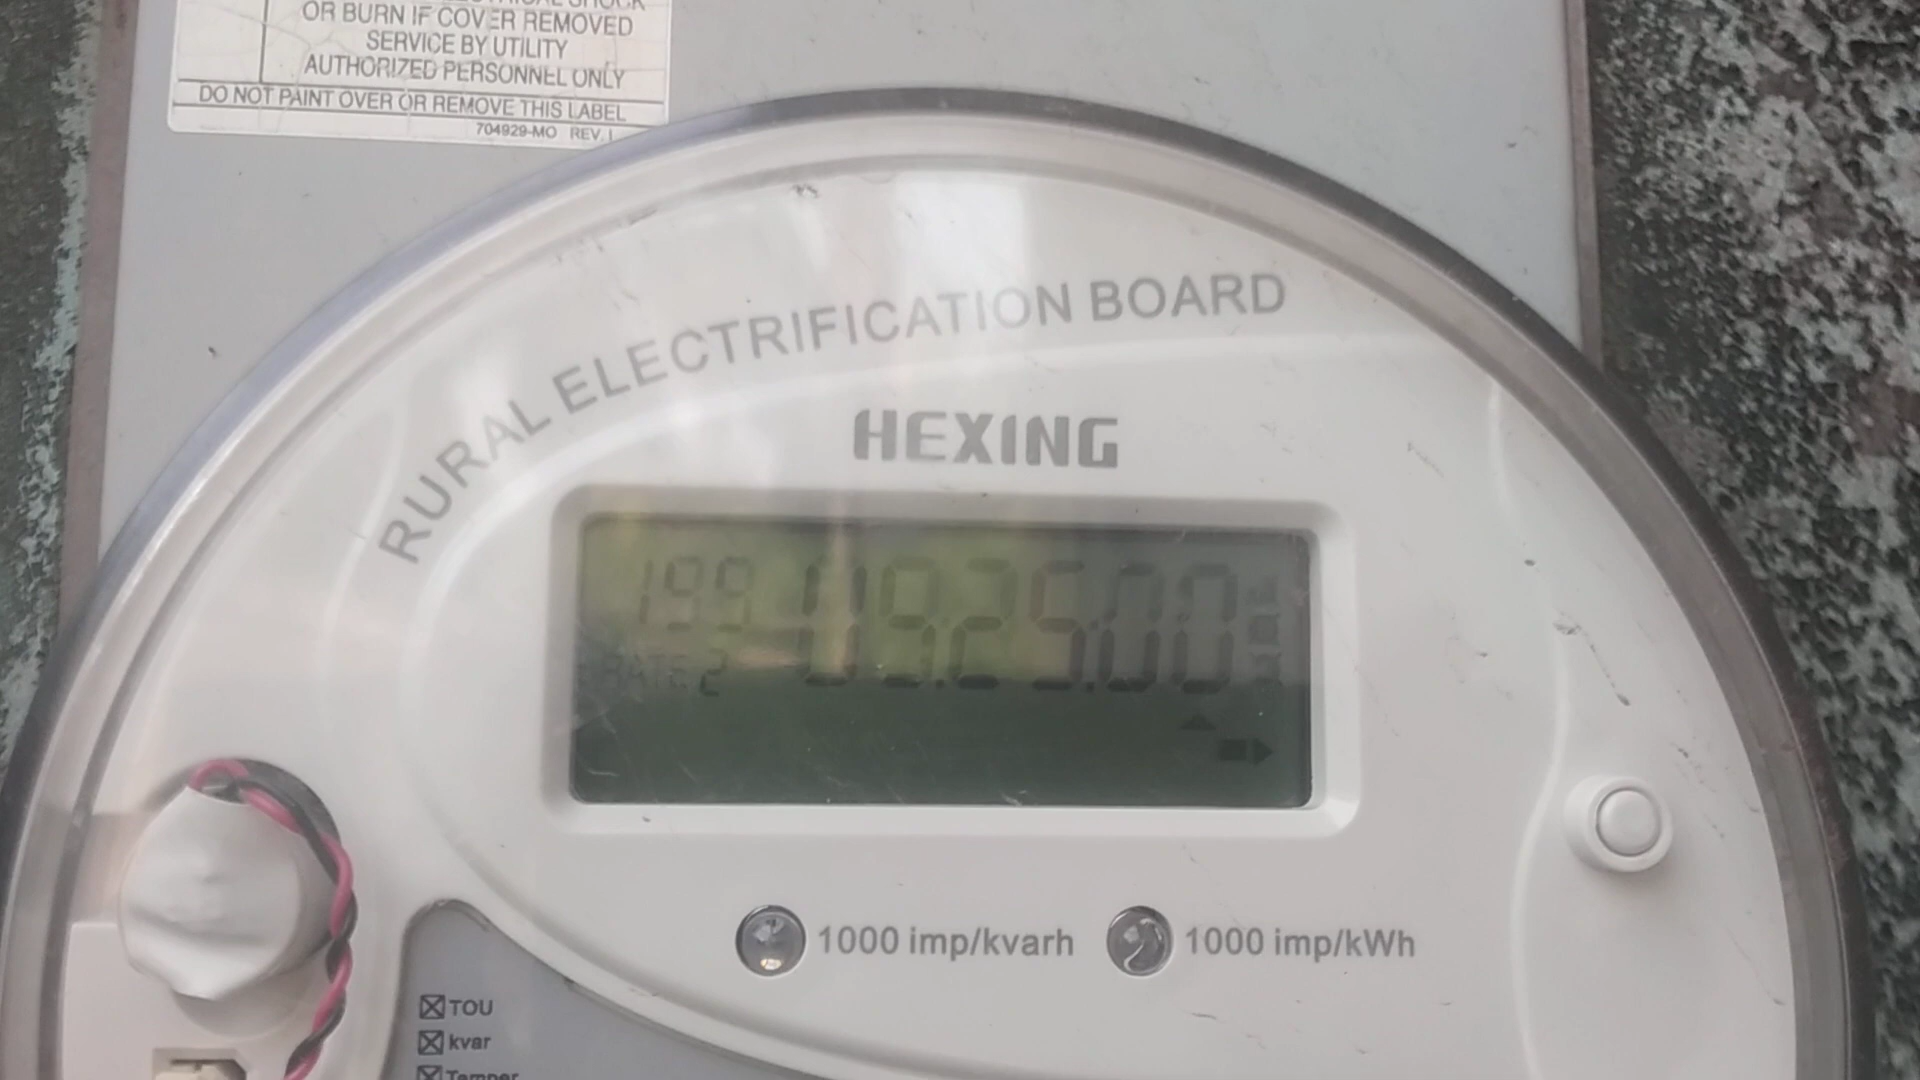 OR BURN IF COVER REMOVED
SERVICE BY UTILITY
AUTHORIZED PERSONNEL ONLY
DO NOT PAINT OVER OR REMOVE THIS LABEL
704929-MO REV.
RURAL ELECTRIFICATION BOARD
HEXING
199 09.25.00
RATE 2
1000 imp/kvarh 1000 imp/kWh
TOU
kvar
Tamper